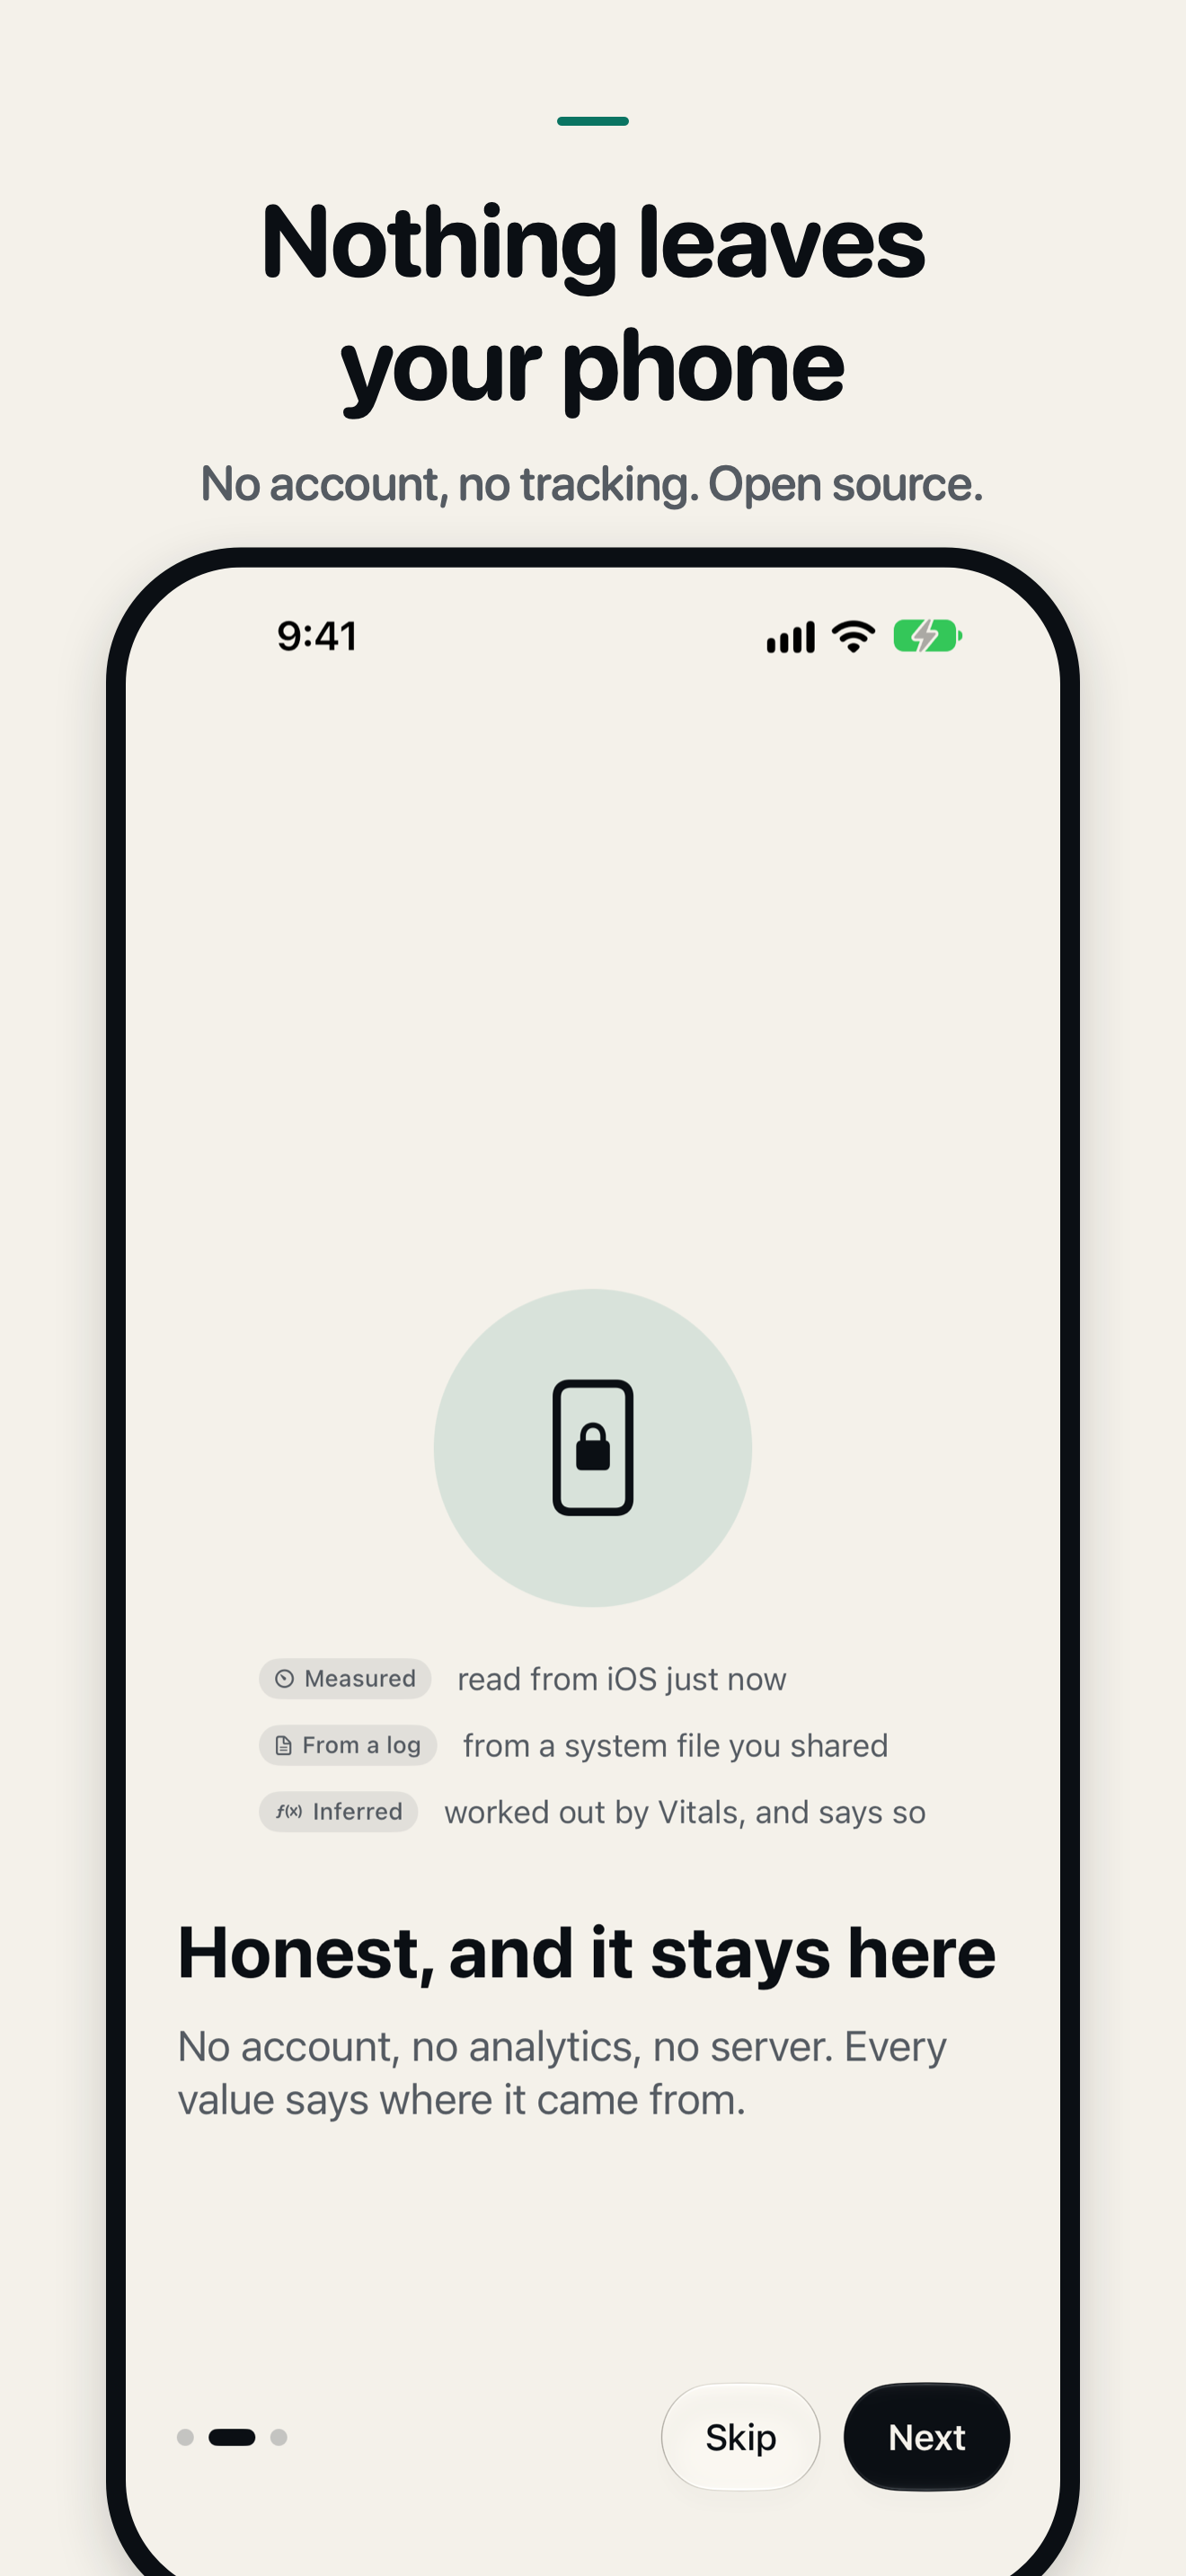 Nothing leaves
your phone
No account, no tracking. Open source.
9:41
Measured read from iOS just now
From a log from a system file you shared
f(x) Inferred worked out by Vitals, and says so
Honest, and it stays here
No account, no analytics, no server. Every
value says where it came from.
Skip Next